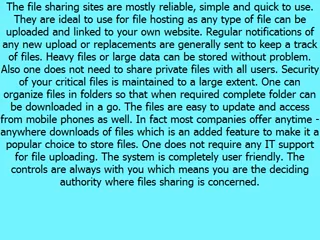 The file sharing sites are mostly reliable, simple and quick to use.
They are ideal to use for file hosting as any type of file can be
uploaded and linked to your own website. Regular notifications of
any new upload or replacements are generally sent to keep a track
of files. Heavy files or large data can be stored without problem.
Also one does not need to share private files with all users. Security
of your critical files is maintained to a large extent. One can
organize files in folders so that when required complete folder can
be downloaded in a go. The files are easy to update and access
from mobile phones as well. In fact most companies offer anytime -
anywhere downloads of files which is an added feature to make it a
popular choice to store files. One does not require any IT support
for file uploading. The system is completely user friendly. The
controls are always with you which means you are the deciding
authority where files sharing is concerned.